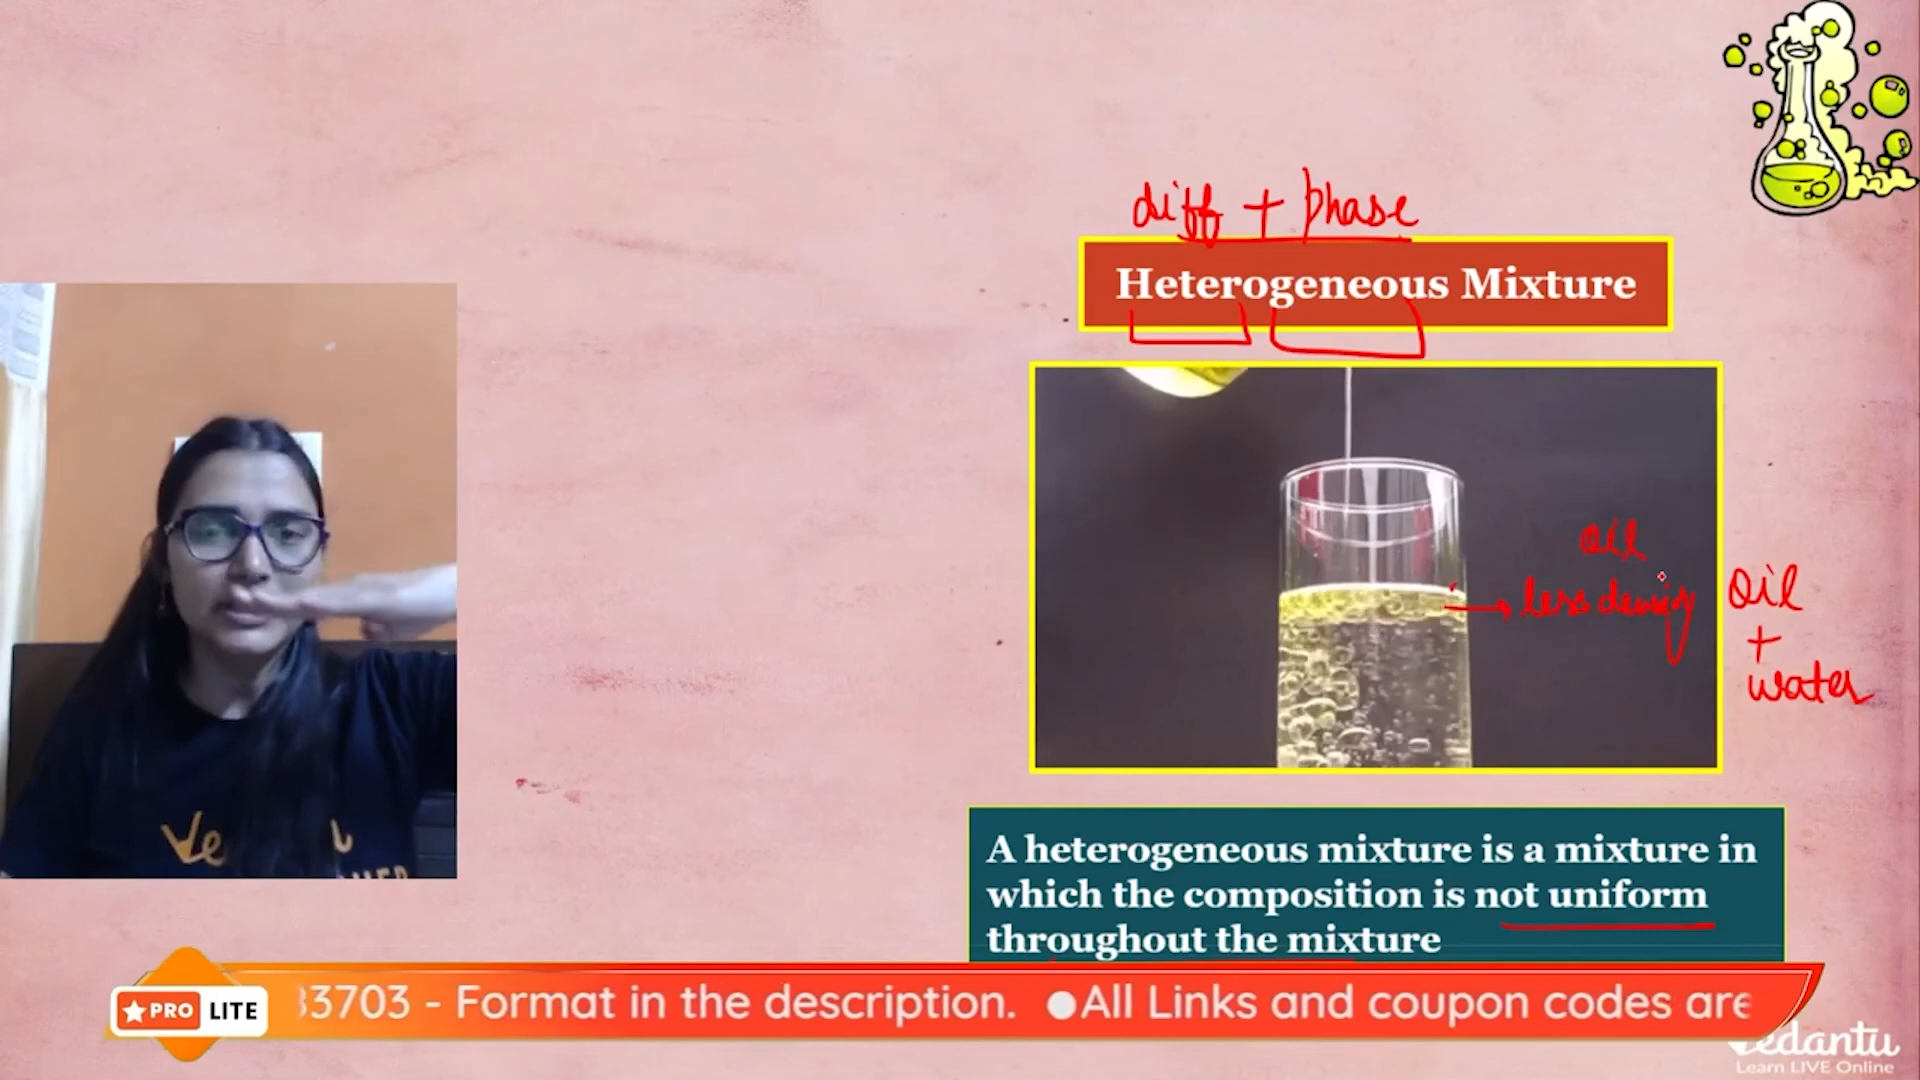 diff + phase
Heterogeneous Mixture
oil
less density
oil
+
water
A heterogeneous mixture is a mixture in
which the composition is not uniform
throughout the mixture
PRO LITE
33703 - Format in the description. ●All Links and coupon codes are
Vedantu
Learn LIVE Online